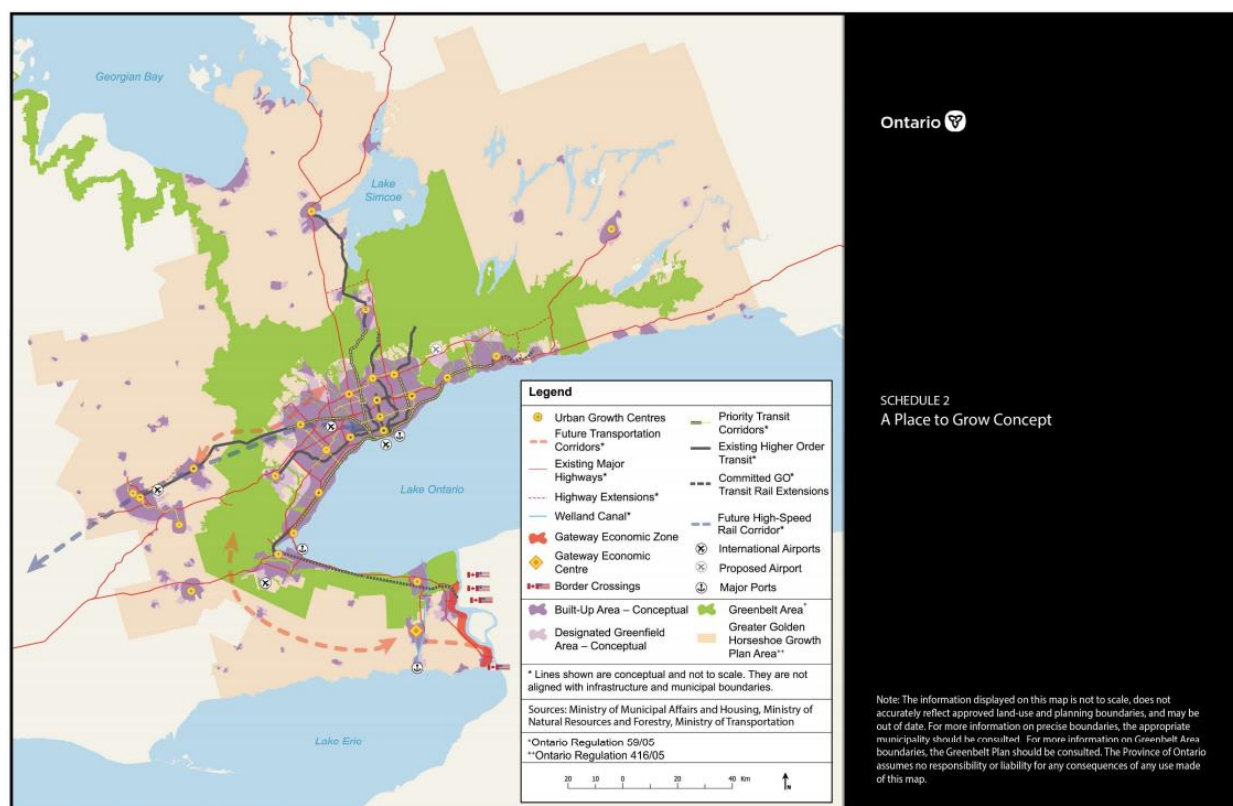 Georgian Bay
Lake
Simcoe
Lake Ontario
Lake Erie
Legend
Urban Growth Centres
Future Transportation
Corridors*
Existing Major
Highways*
Highway Extensions*
Welland Canal*
Gateway Economic Zone
Gateway Economic
Centre
Border Crossings
Priority Transit
Corridors*
Existing Higher Order
Transit*
Committed GO*
Transit Rail Extensions
Future High-Speed
Rail Corridor*
International Airports
Proposed Airport
Major Ports
Built-Up Area – Conceptual
Designated Greenfield
Area – Conceptual
Greenbelt Area+
Greater Golden
Horseshoe Growth
Plan Area++
* Lines shown are conceptual and not to scale. They are not
aligned with infrastructure and municipal boundaries.
Sources: Ministry of Municipal Affairs and Housing, Ministry of
Natural Resources and Forestry, Ministry of Transportation
+Ontario Regulation 59/05
++Ontario Regulation 416/05
20 10 0 20 40 Km
N
Ontario
SCHEDULE 2
A Place to Grow Concept
Note: The information displayed on this map is not to scale, does not
accurately reflect approved land-use and planning boundaries, and may be
out of date. For more information on precise boundaries, the appropriate
municipality should be consulted. For more information on Greenbelt Area
boundaries, the Greenbelt Plan should be consulted. The Province of Ontario
assumes no responsibility or liability for any consequences of any use made
of this map.